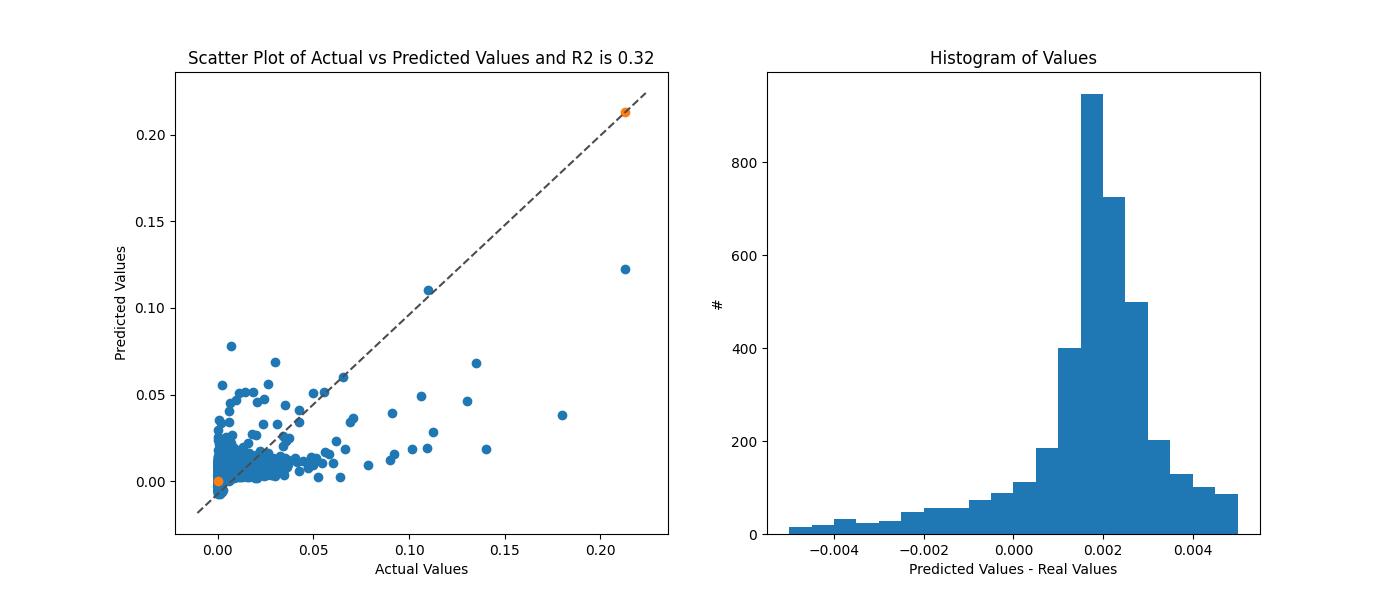 Scatter Plot of Actual vs Predicted Values and R2 is 0.32
Predicted Values
0.20
0.15
0.10
0.05
0.00
0.00 0.05 0.10 0.15 0.20
Actual Values
Histogram of Values
#
800
600
400
200
0
−0.004 −0.002 0.000 0.002 0.004
Predicted Values - Real Values